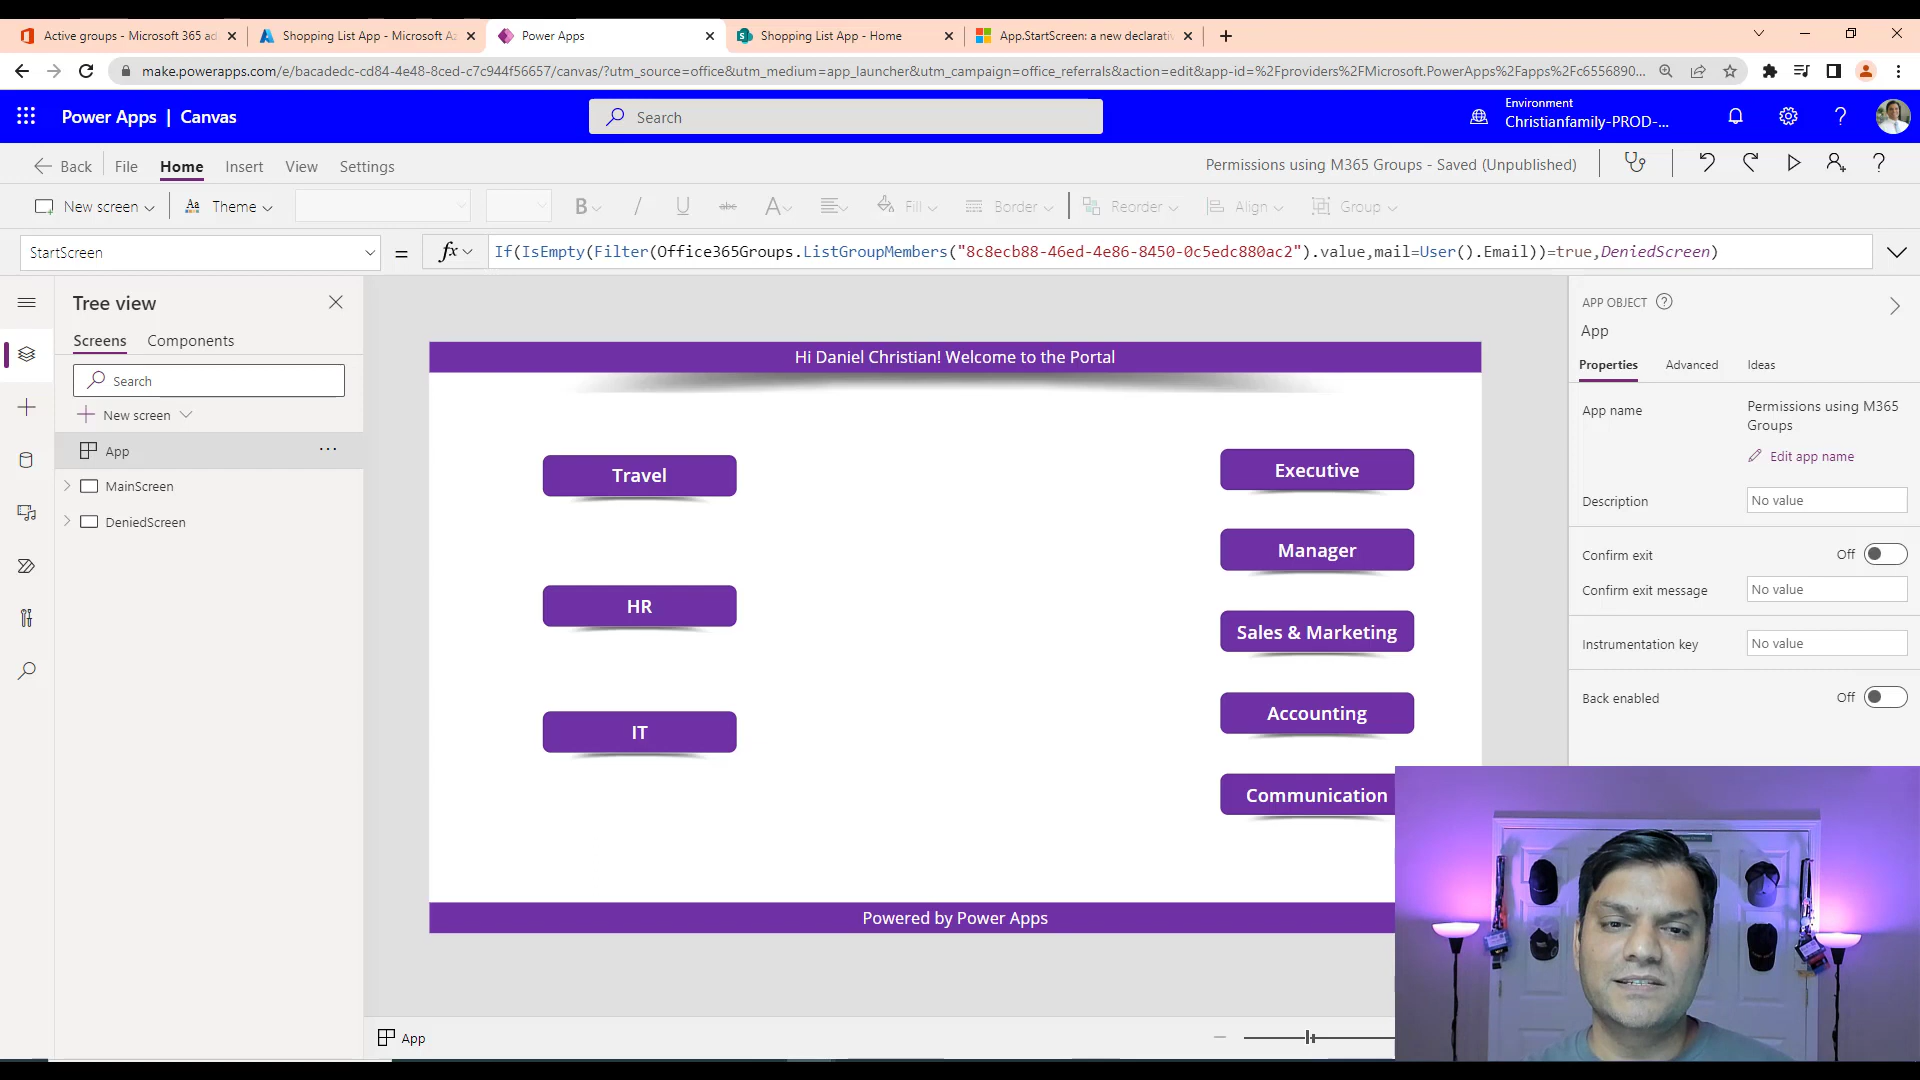 Active groups - Microsoft 365 ad
Shopping List App - Microsoft Az
Power Apps
Shopping List App - Home
App.StartScreen: a new declarati
make.powerapps.com/e/bacadedc-cd84-4e48-8ced-c7c944f56657/canvas/?utm_source=office&utm_medium=app_launcher&utm_campaign=office_referrals&action=edit&app-id=%2Fproviders%2FMicrosoft.PowerApps%2Fapps%2Fc6556890...
Power Apps | Canvas
Search
Environment
Christianfamily-PROD-...
Back
File
Home
Insert
View
Settings
Permissions using M365 Groups - Saved (Unpublished)
New screen
Theme
B
I
U
abc
A
Fill
Border
Reorder
Align
Group
StartScreen
=
fx
If(IsEmpty(Filter(Office365Groups.ListGroupMembers("8c8ecb88-46ed-4e86-8450-0c5edc880ac2").value,mail=User().Email))=true,DeniedScreen)
Tree view
Screens
Components
Search
New screen
App
MainScreen
DeniedScreen
Hi Daniel Christian! Welcome to the Portal
Travel
HR
IT
Executive
Manager
Sales & Marketing
Accounting
Communication
Powered by Power Apps
APP OBJECT
App
Properties
Advanced
Ideas
App name
Permissions using M365
Groups
Edit app name
Description
No value
Confirm exit
Off
Confirm exit message
No value
Instrumentation key
No value
Back enabled
Off
App